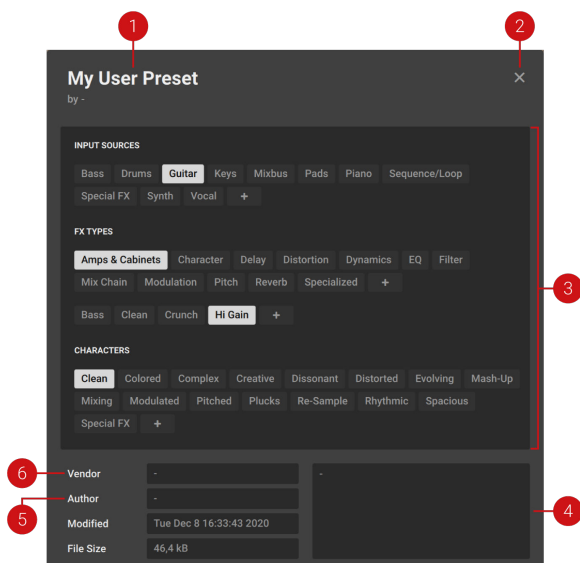 1 2
My User Preset
by -
INPUT SOURCES
Bass Drums Guitar Keys Mixbus Pads Piano Sequence/Loop
Special FX Synth Vocal +
FX TYPES
Amps & Cabinets Character Delay Distortion Dynamics EQ Filter
3
Mix Chain Modulation Pitch Reverb Specialized +
Bass Clean Crunch Hi Gain +
CHARACTERS
Clean Colored Complex Creative Dissonant Distorted Evolving Mash-Up
Mixing Modulated Pitched Plucks Re-Sample Rhythmic Spacious
Special FX +
6 Vendor - -
Author -
5 4
Modified Tue Dec 8 16:33:43 2020
File Size 46,4 kB